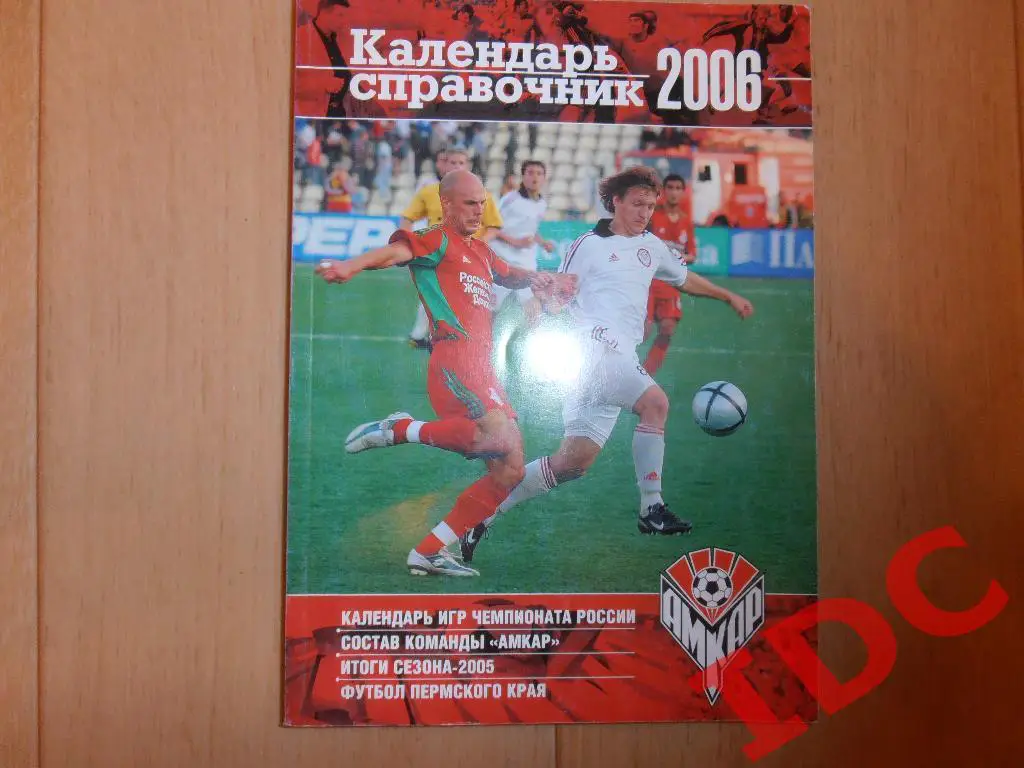 Календарь
справочник 2006
КАЛЕНДАРЬ ИГР ЧЕМПИОНАТА РОССИИ
СОСТАВ КОМАНДЫ «АМКАР»
ИТОГИ СЕЗОНА-2005
ФУТБОЛ ПЕРМСКОГО КРАЯ
АМКАР
IDC